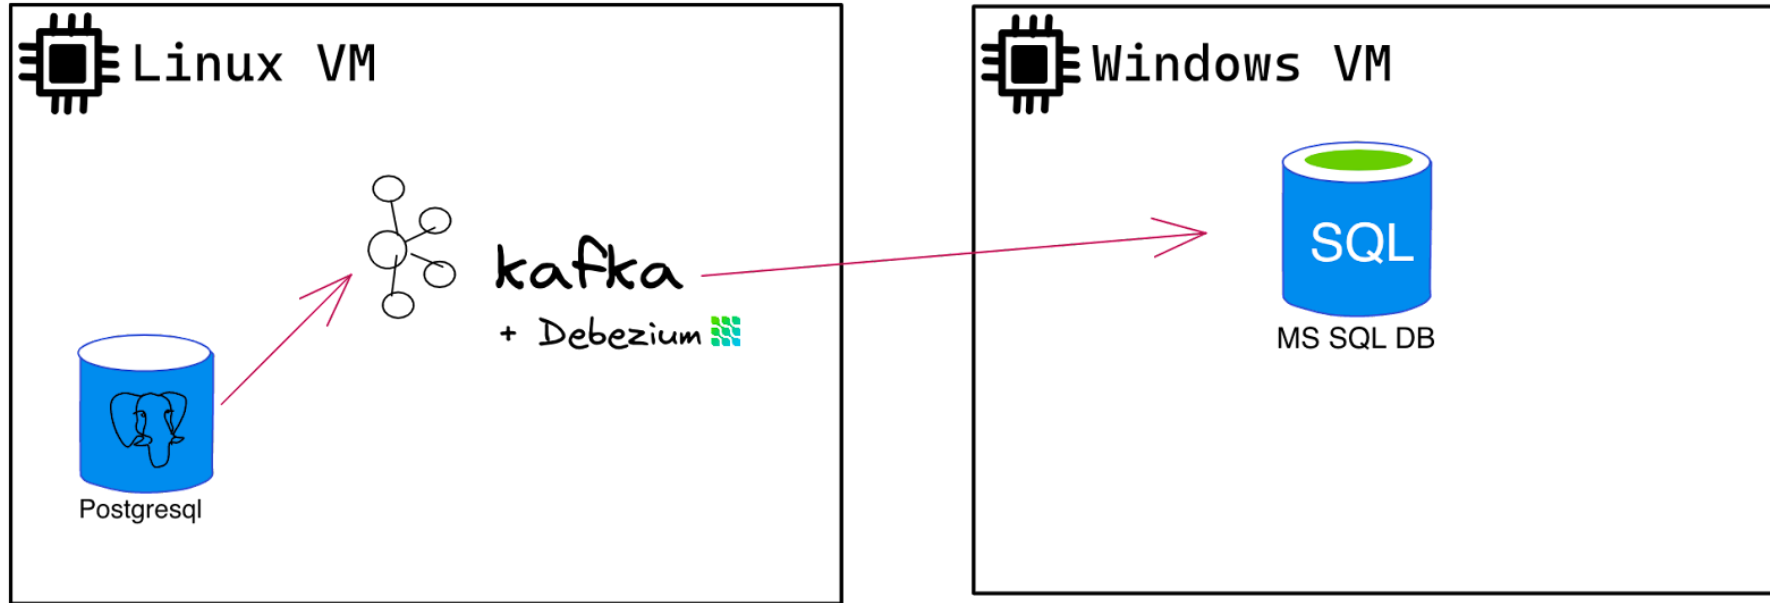 Linux VM
kafka
+ Debezium
Postgresql
Windows VM
SQL
MS SQL DB